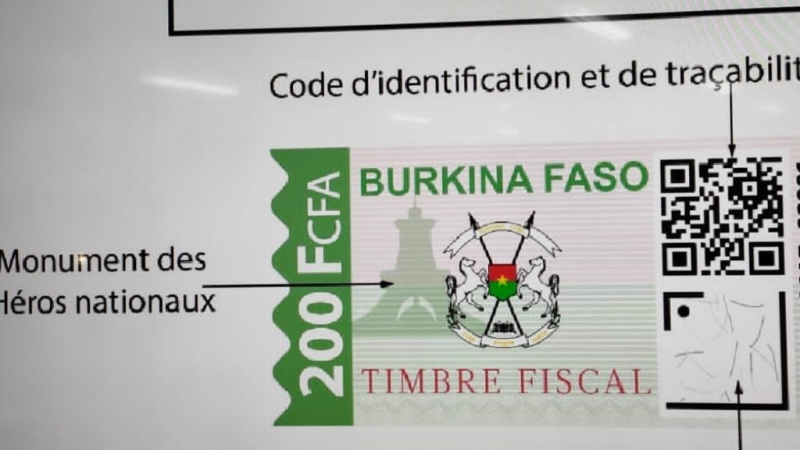 Code d'identification et de traçabilit
BURKINA FASO
200 FCFA
Monument des
Héros nationaux
TIMBRE FISCAL